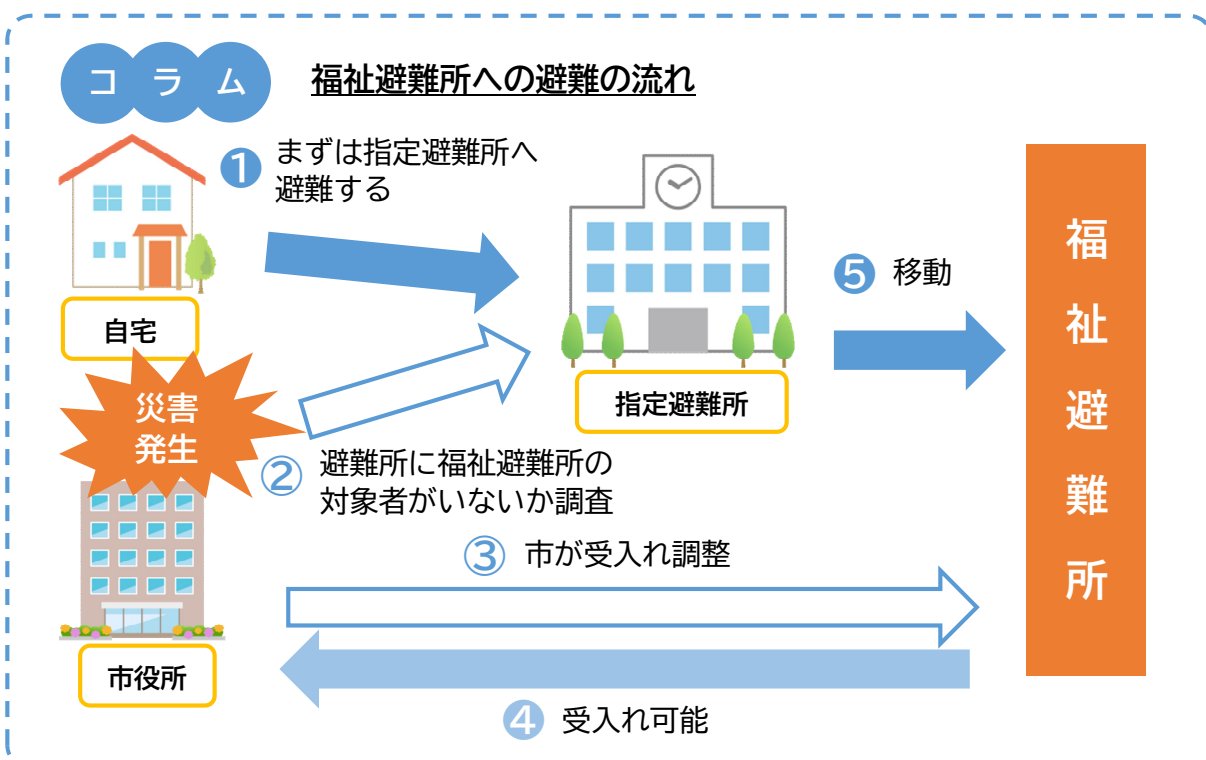 コラム
福祉避難所への避難の流れ
❶ まずは指定避難所へ
避難する
自宅
災害
発生
② 避難所に福祉避難所の
対象者がいないか調査
指定避難所
❺ 移動
福祉避難所
③ 市が受入れ調整
市役所
❹ 受入れ可能